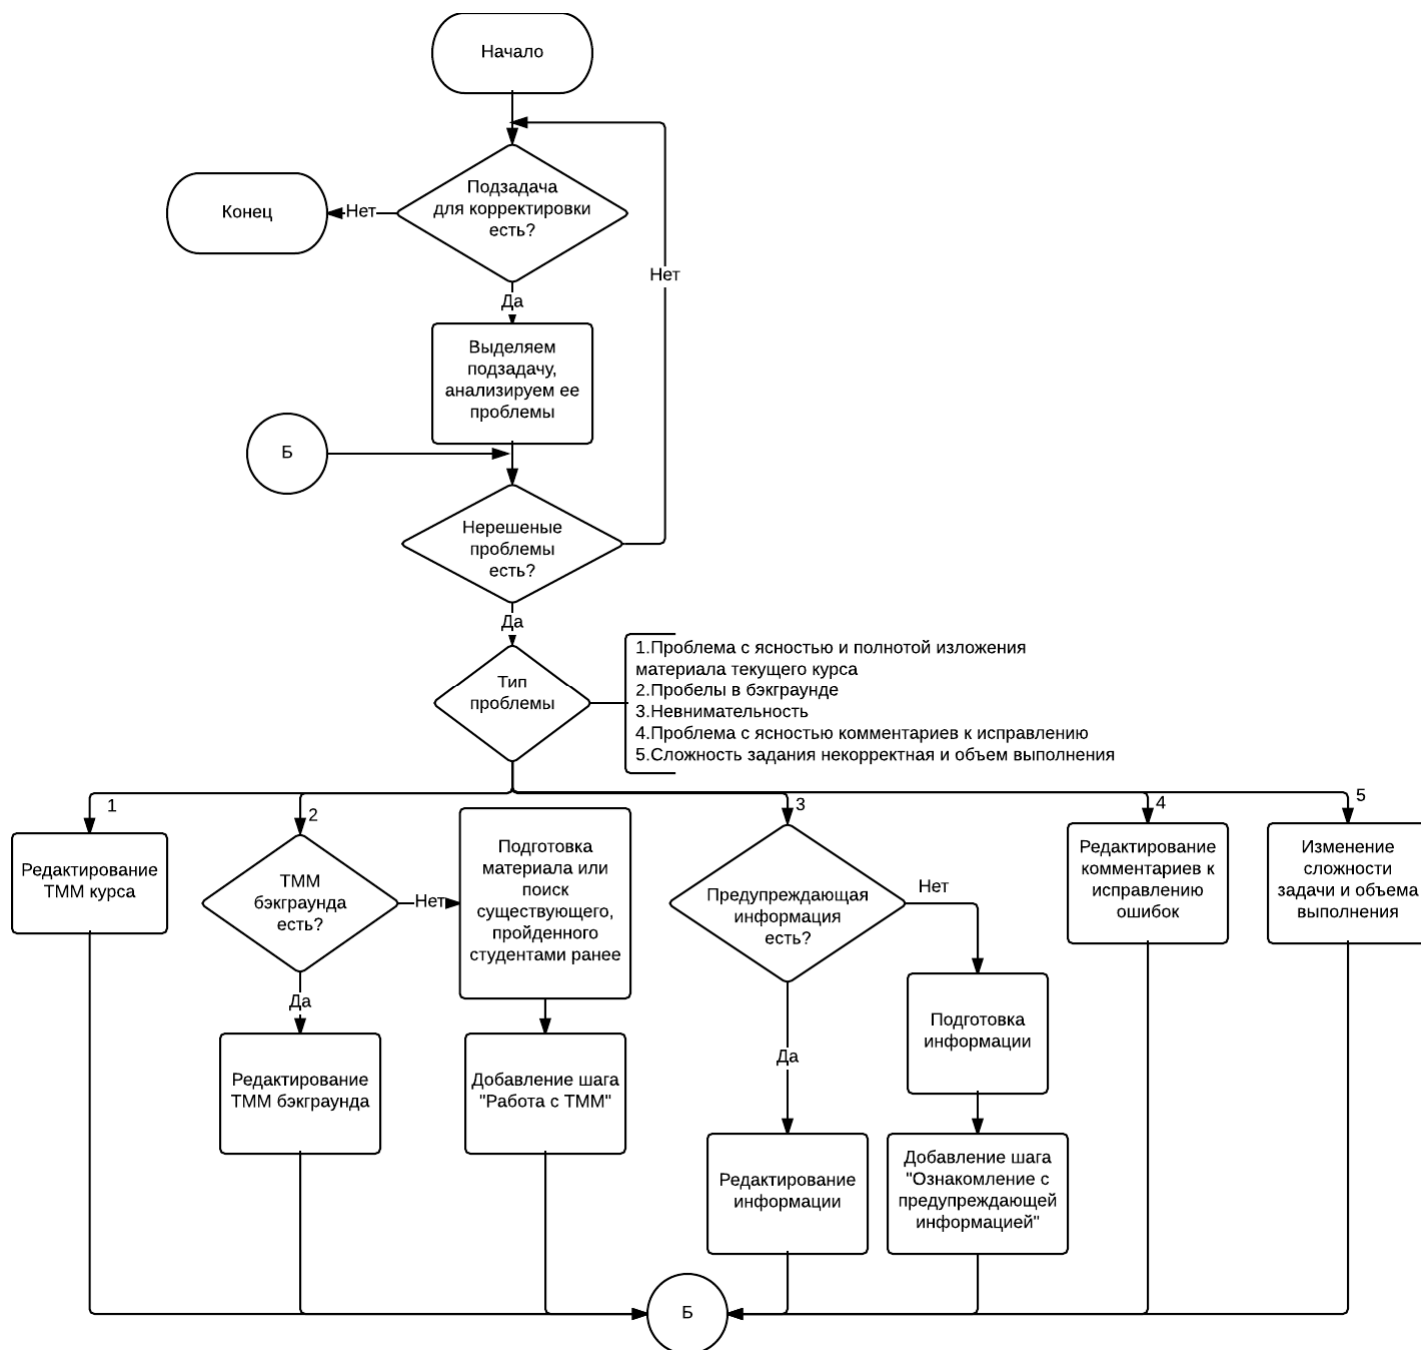 Начало
Подзадача
для корректировки
есть?
Нет
Конец
Нет
Да
Выделяем
подзадачу,
анализируем ее
проблемы
Б
Нерешеные
проблемы
есть?
Да
Тип
проблемы
1.Проблема с ясностью и полнотой изложения
материала текущего курса
2.Пробелы в бэкграунде
3.Невнимательность
4.Проблема с ясностью комментариев к исправлению
5.Сложность задания некорректная и объем выполнения
1
2
3
4
5
Редактирование
ТММ курса
ТММ
бэкграунда
есть?
Нет
Подготовка
материала или
поиск
существующего,
пройденного
студентами ранее
Предупреждающая
информация
есть?
Нет
Редактирование
комментариев к
исправлению
ошибок
Изменение
сложности
задачи и объема
выполнения
Да
Редактирование
ТММ бэкграунда
Добавление шага
"Работа с ТММ"
Да
Подготовка
информации
Редактирование
информации
Добавление шага
"Ознакомление с
предупреждающей
информацией"
Б